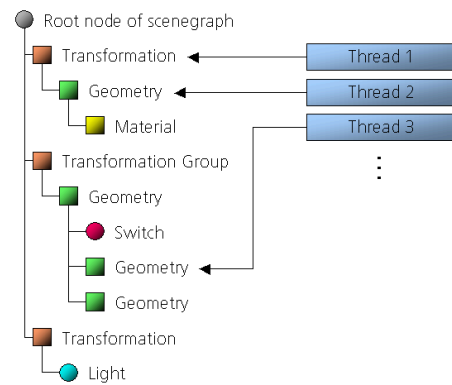 Root node of scenegraph
Transformation
Thread 1
Geometry
Thread 2
Material
Thread 3
Transformation Group
Geometry
Switch
Geometry
Geometry
Transformation
Light